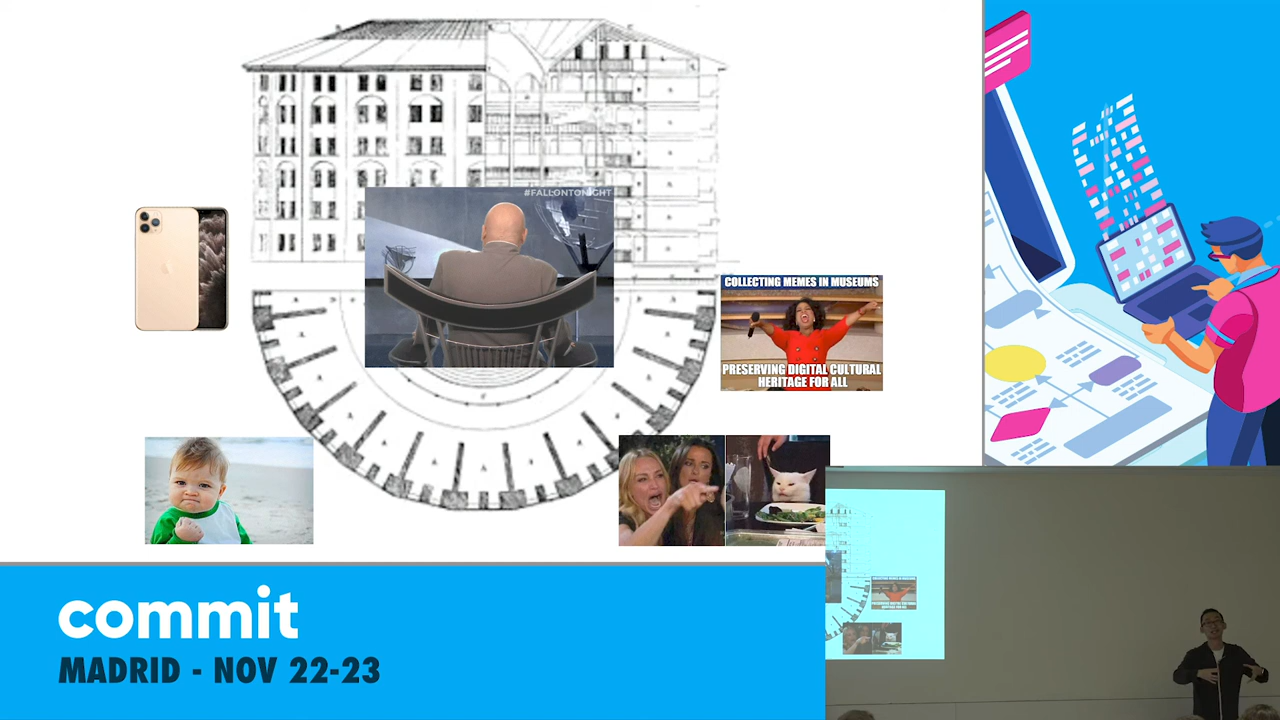 #FALLONTONIGHT
COLLECTING MEMES IN MUSEUMS
PRESERVING DIGITAL CULTURAL
HERITAGE FOR ALL
commit
MADRID - NOV 22-23